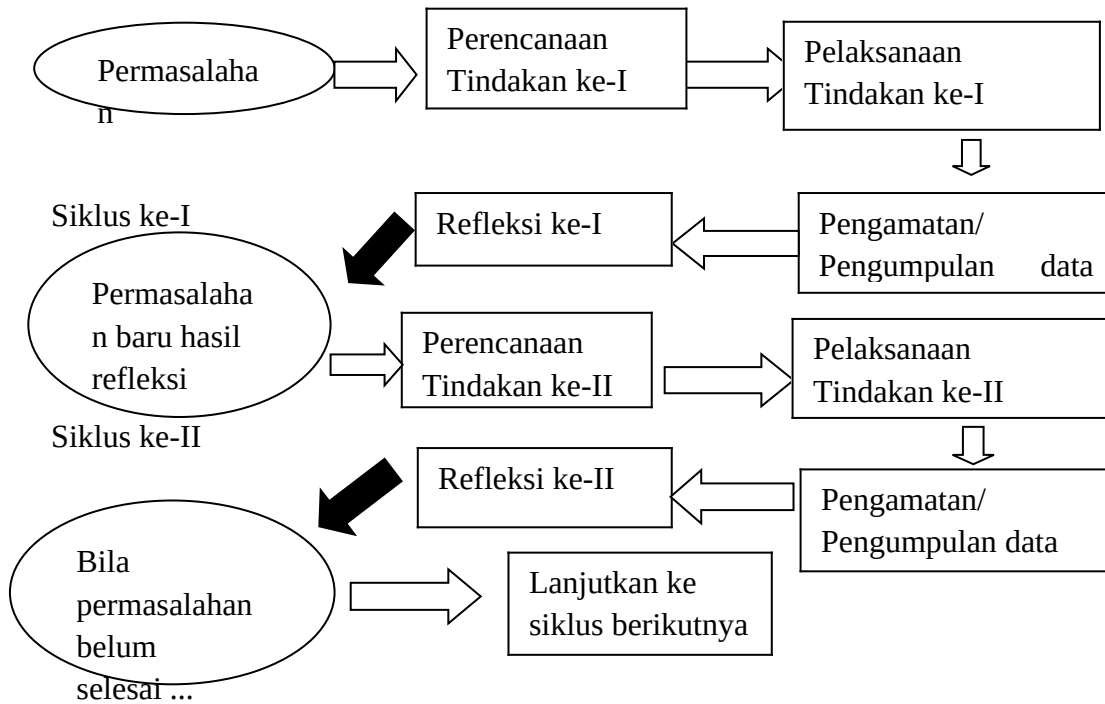 Permasalaha
n
Perencanaan
Tindakan ke-I
Pelaksanaan
Tindakan ke-I
Siklus ke-I
Refleksi ke-I
Pengamatan/
Pengumpulan data
Permasalaha
n baru hasil
refleksi
Perencanaan
Tindakan ke-II
Pelaksanaan
Tindakan ke-II
Siklus ke-II
Refleksi ke-II
Pengamatan/
Pengumpulan data
Bila
permasalahan
belum
selesai ...
Lanjutkan ke
siklus berikutnya